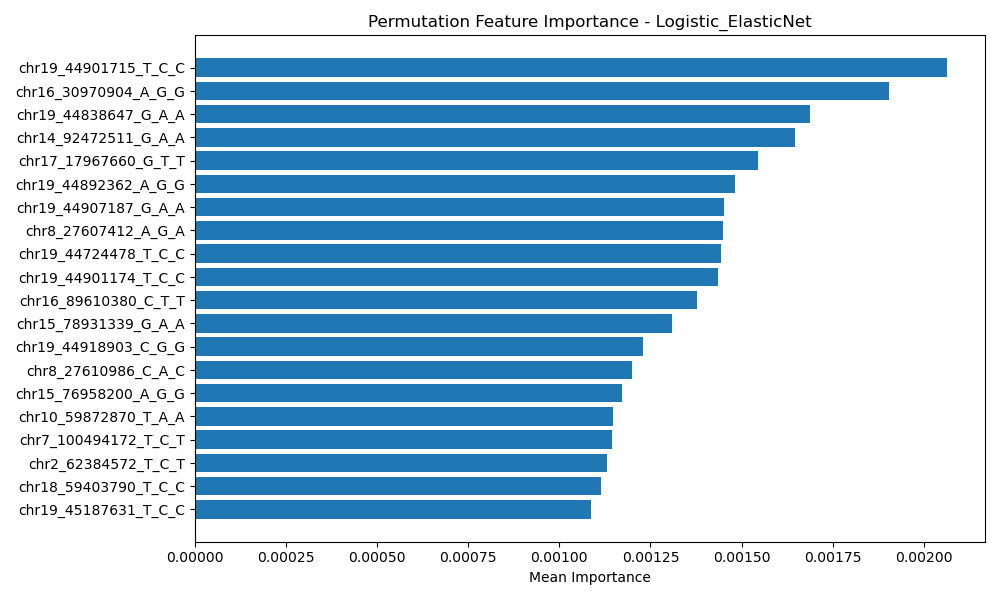 Permutation Feature Importance - Logistic_ElasticNet
chr19_44901715_T_C_C
chr16_30970904_A_G_G
chr19_44838647_G_A_A
chr14_92472511_G_A_A
chr17_17967660_G_T_T
chr19_44892362_A_G_G
chr19_44907187_G_A_A
chr8_27607412_A_G_A
chr19_44724478_T_C_C
chr19_44901174_T_C_C
chr16_89610380_C_T_T
chr15_78931339_G_A_A
chr19_44918903_C_G_G
chr8_27610986_C_A_C
chr15_76958200_A_G_G
chr10_59872870_T_A_A
chr7_100494172_T_C_T
chr2_62384572_T_C_T
chr18_59403790_T_C_C
chr19_45187631_T_C_C
0.00000 0.00025 0.00050 0.00075 0.00100 0.00125 0.00150 0.00175 0.00200
Mean Importance